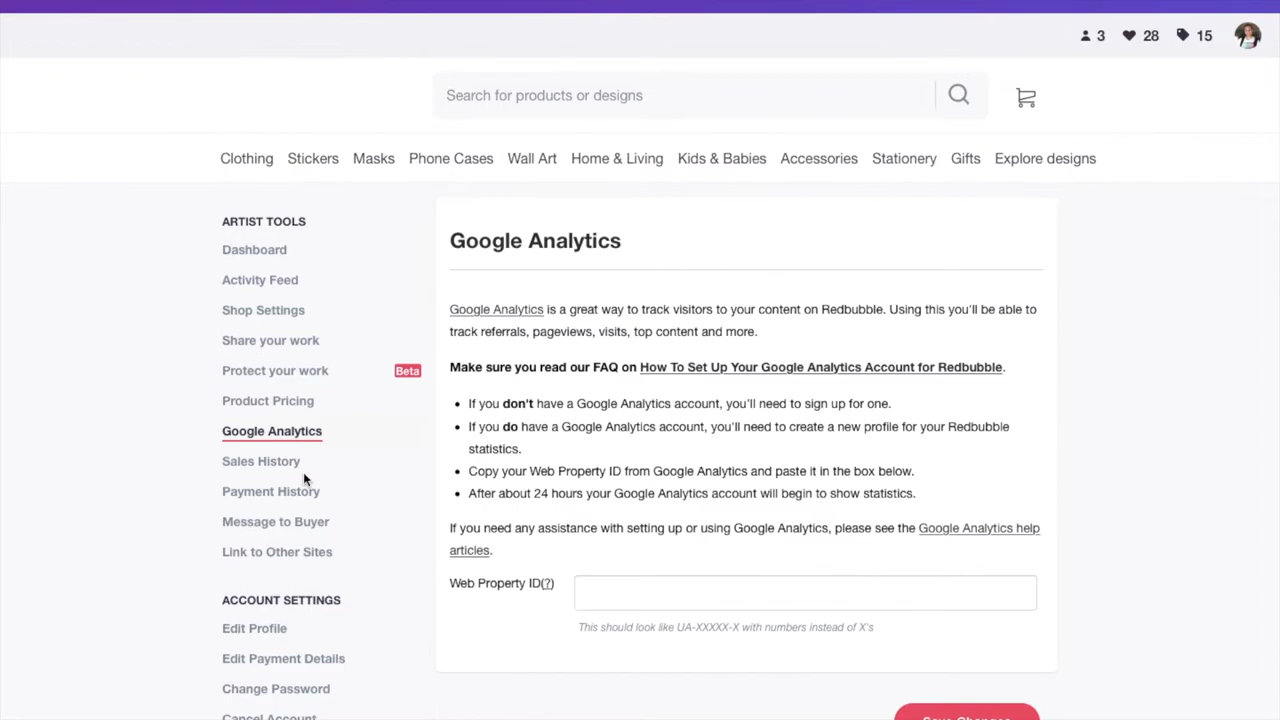 3 28 15
Search for products or designs
Clothing Stickers Masks Phone Cases Wall Art Home & Living Kids & Babies Accessories Stationery Gifts Explore designs
ARTIST TOOLS
Dashboard
Activity Feed
Shop Settings
Share your work
Protect your work Beta
Product Pricing
Google Analytics
Sales History
Payment History
Message to Buyer
Link to Other Sites
ACCOUNT SETTINGS
Edit Profile
Edit Payment Details
Change Password
Cancel Account
Google Analytics
Google Analytics is a great way to track visitors to your content on Redbubble. Using this you'll be able to
track referrals, pageviews, visits, top content and more.
Make sure you read our FAQ on How To Set Up Your Google Analytics Account for Redbubble.
• If you don't have a Google Analytics account, you'll need to sign up for one.
• If you do have a Google Analytics account, you'll need to create a new profile for your Redbubble
statistics.
• Copy your Web Property ID from Google Analytics and paste it in the box below.
• After about 24 hours your Google Analytics account will begin to show statistics.
If you need any assistance with setting up or using Google Analytics, please see the Google Analytics help
articles.
Web Property ID(?)
This should look like UA-XXXXX-X with numbers instead of X's
Save Changes